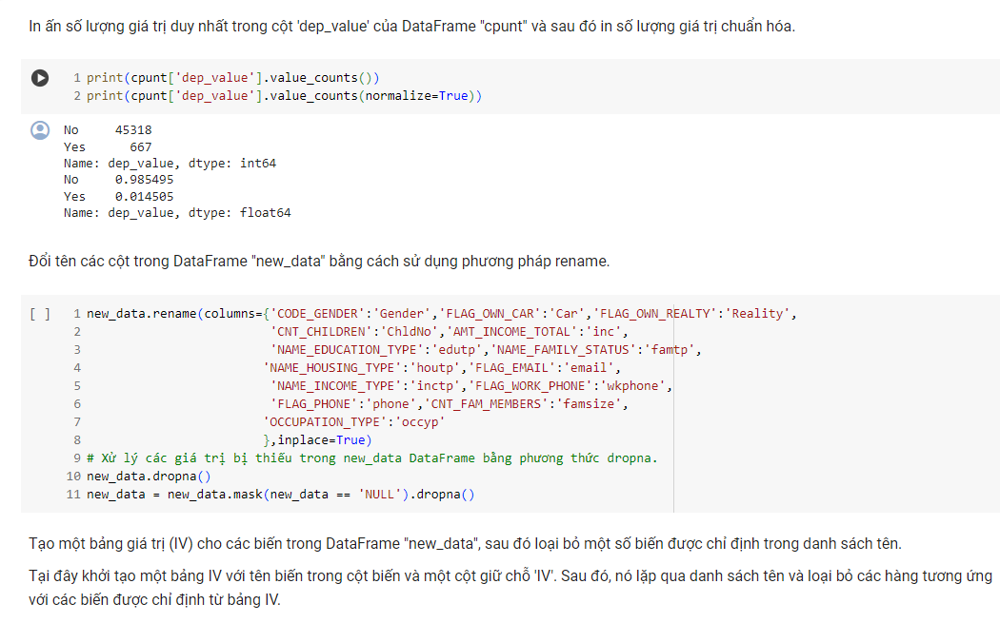 In ấn số lượng giá trị duy nhất trong cột 'dep_value' của DataFrame "cpunt" và sau đó in số lượng giá trị chuẩn hóa.
1 print(cpunt['dep_value'].value_counts())
2 print(cpunt['dep_value'].value_counts(normalize=True))
No     45318
Yes      667
Name: dep_value, dtype: int64
No     0.985495
Yes    0.014505
Name: dep_value, dtype: float64
Đổi tên các cột trong DataFrame "new_data" bằng cách sử dụng phương pháp rename.
[ ] 1 new_data.rename(columns={'CODE_GENDER':'Gender','FLAG_OWN_CAR':'Car','FLAG_OWN_REALTY':'Reality',
2                          'CNT_CHILDREN':'ChldNo','AMT_INCOME_TOTAL':'inc',
3                          'NAME_EDUCATION_TYPE':'edutp','NAME_FAMILY_STATUS':'famtp',
4                         'NAME_HOUSING_TYPE':'houtp','FLAG_EMAIL':'email',
5                          'NAME_INCOME_TYPE':'inctp','FLAG_WORK_PHONE':'wkphone',
6                          'FLAG_PHONE':'phone','CNT_FAM_MEMBERS':'famsize',
7                         'OCCUPATION_TYPE':'occyp'
8                         },inplace=True)
9 # Xử lý các giá trị bị thiếu trong new_data DataFrame bằng phương thức dropna.
10 new_data.dropna()
11 new_data = new_data.mask(new_data == 'NULL').dropna()
Tạo một bảng giá trị (IV) cho các biến trong DataFrame "new_data", sau đó loại bỏ một số biến được chỉ định trong danh sách tên.
Tại đây khởi tạo một bảng IV với tên biến trong cột biến và một cột giữ chỗ 'IV'. Sau đó, nó lặp qua danh sách tên và loại bỏ các hàng tương ứng
với các biến được chỉ định từ bảng IV.